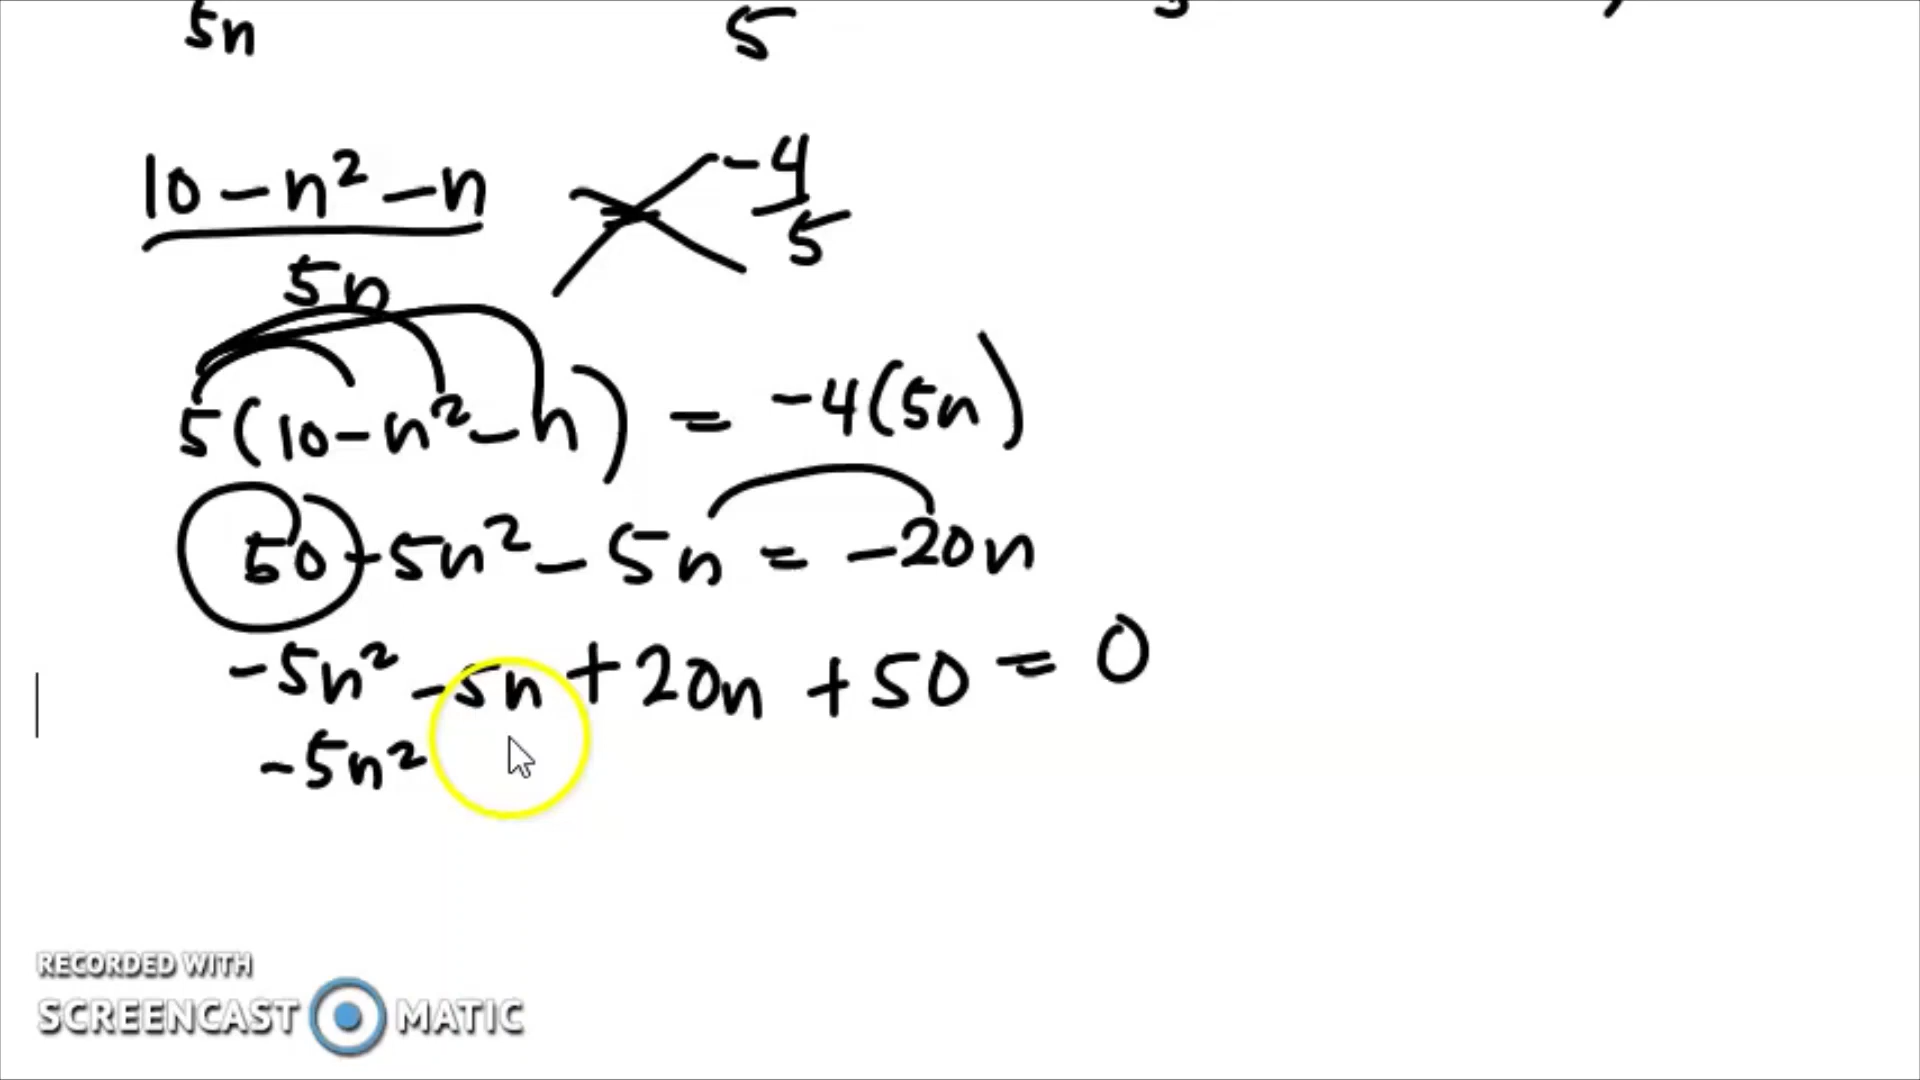 5n 5
10 - n² - n -4
5n 5
5(10 - n² - n) = -4(5n)
50 - 5n² - 5n = -20n
-5n² - 5n + 20n + 50 = 0
-5n²
RECORDED WITH
SCREENCAST MATIC